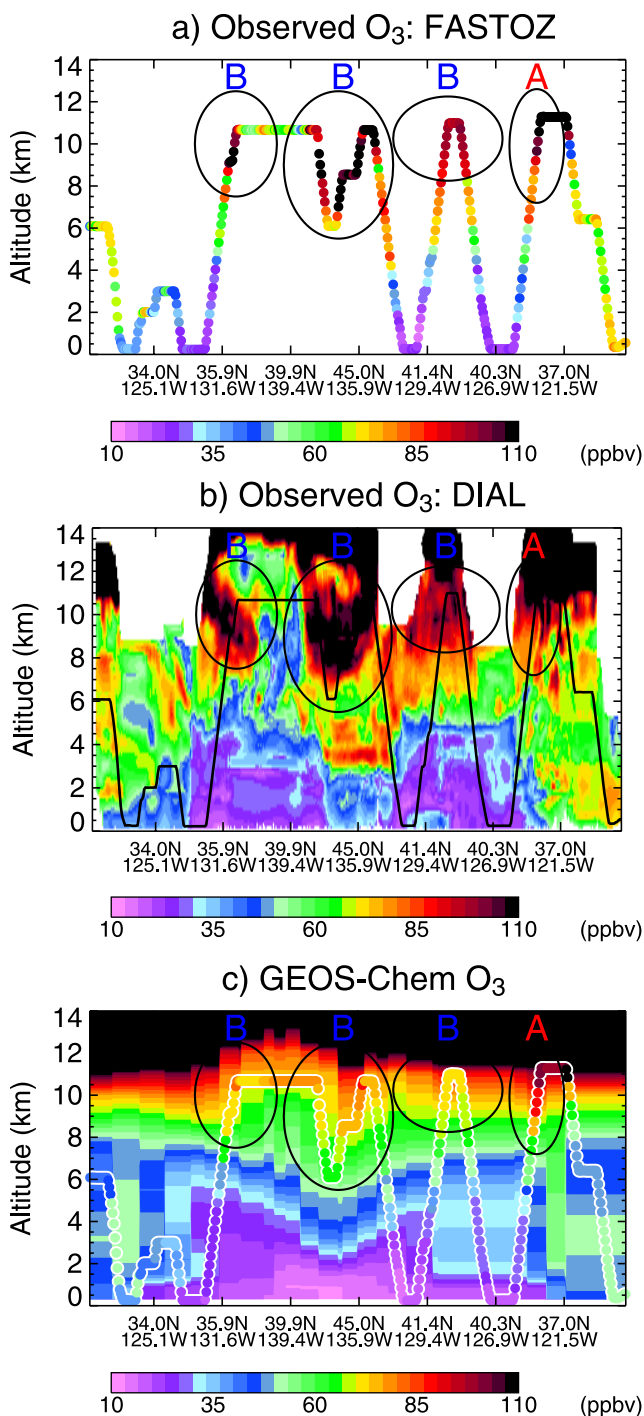 a) Observed O3: FASTOZ
B B B A
14
12
10
8
6
4
2
0
Altitude (km)
34.0N 35.9N 39.9N 45.0N 41.4N 40.3N 37.0N
125.1W 131.6W 139.4W 135.9W 129.4W 126.9W 121.5W
10 35 60 85 110 (ppbv)
b) Observed O3: DIAL
B B B A
14
12
10
8
6
4
2
0
Altitude (km)
34.0N 35.9N 39.9N 45.0N 41.4N 40.3N 37.0N
125.1W 131.6W 139.4W 135.9W 129.4W 126.9W 121.5W
10 35 60 85 110 (ppbv)
c) GEOS-Chem O3
B B B A
14
12
10
8
6
4
2
0
Altitude (km)
34.0N 35.9N 39.9N 45.0N 41.4N 40.3N 37.0N
125.1W 131.6W 139.4W 135.9W 129.4W 126.9W 121.5W
10 35 60 85 110 (ppbv)